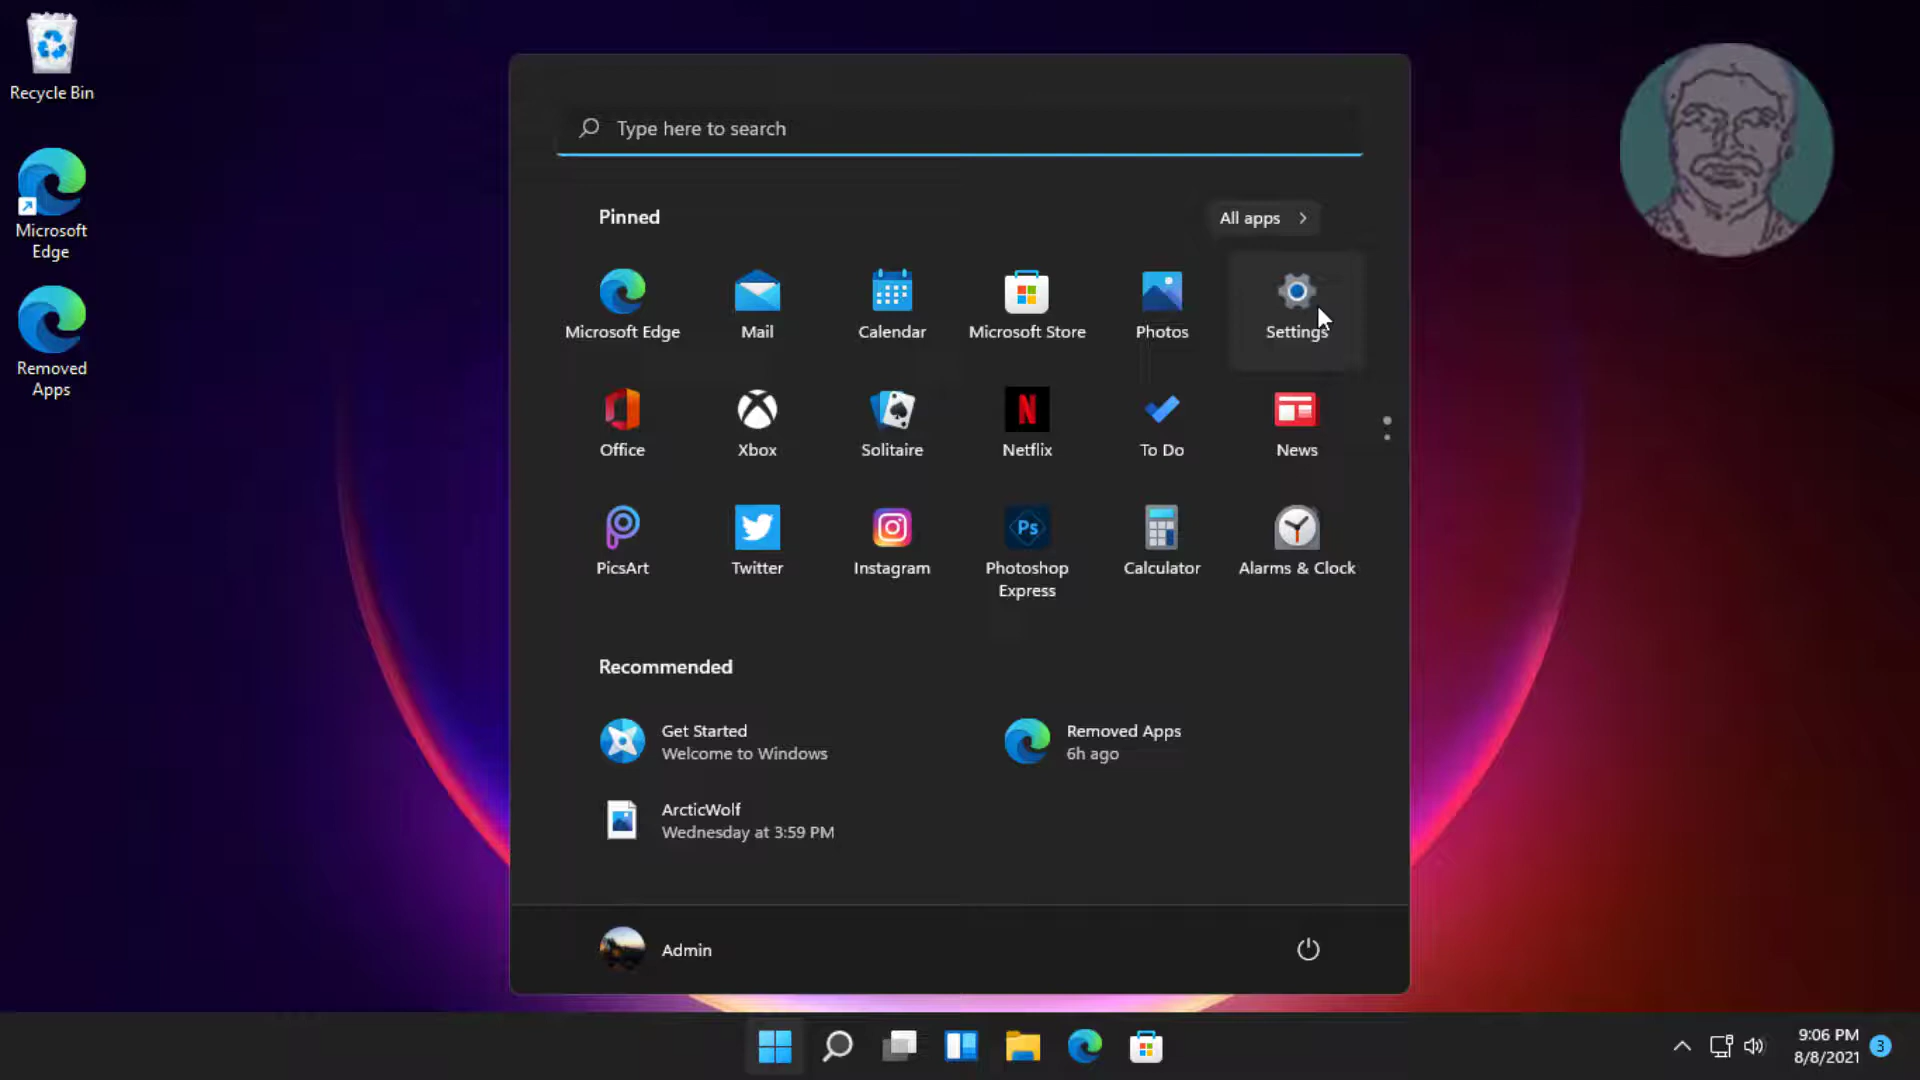 Recycle Bin
Microsoft
Edge
Removed
Apps
Type here to search
Pinned
All apps
Microsoft Edge
Mail
Calendar
Microsoft Store
Photos
Settings
Office
Xbox
Solitaire
N
Netflix
To Do
News
PicsArt
Twitter
Instagram
Ps
Photoshop
Express
Calculator
Alarms & Clock
Recommended
Get Started
Welcome to Windows
Removed Apps
6h ago
ArcticWolf
Wednesday at 3:59 PM
Admin
9:06 PM
8/8/2021
3